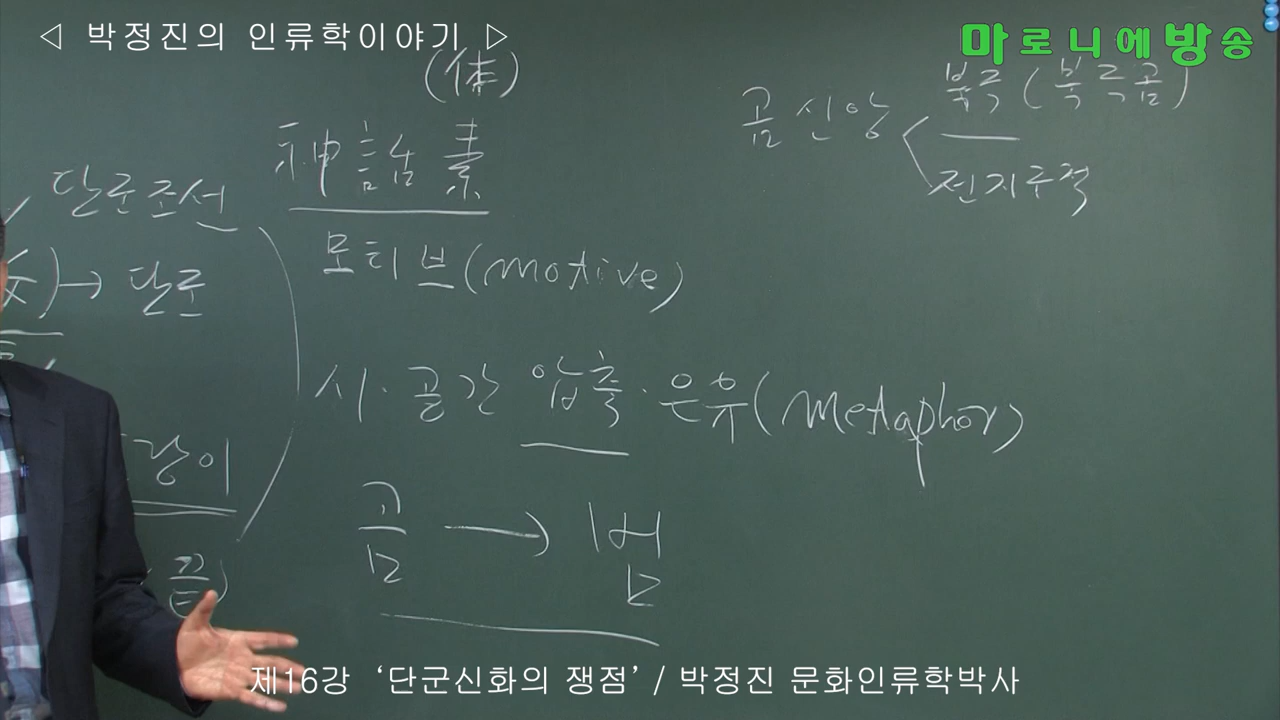 ◁ 박정진의 인류학이야기 ▷
마로니에방송
(体)
神話素
모티브(motive)
시·공간 압축·은유(metaphor)
곰 → 범
곰신앙
북극(북극곰)
전지구적
단군조선
→ 단군
끝)
제16강 ‘단군신화의 쟁점’ / 박정진 문화인류학박사